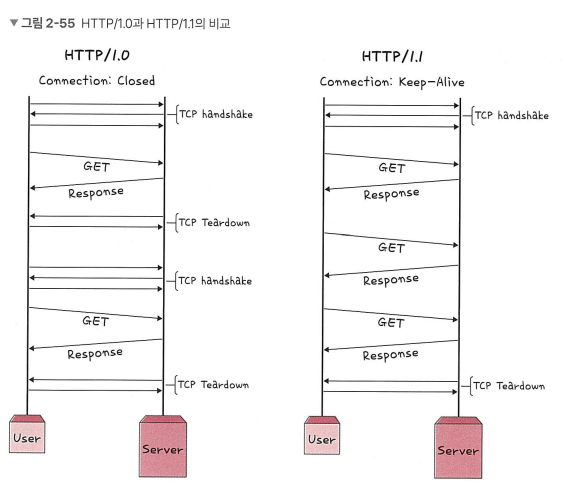 ▼ 그림 2-55 HTTP/1.0과 HTTP/1.1의 비교
HTTP/1.0
Connection: Closed
TCP handshake
GET
Response
TCP Teardown
TCP handshake
GET
Response
TCP Teardown
User
Server
HTTP/1.1
Connection: Keep-Alive
TCP handshake
GET
Response
GET
Response
GET
Response
TCP Teardown
User
Server